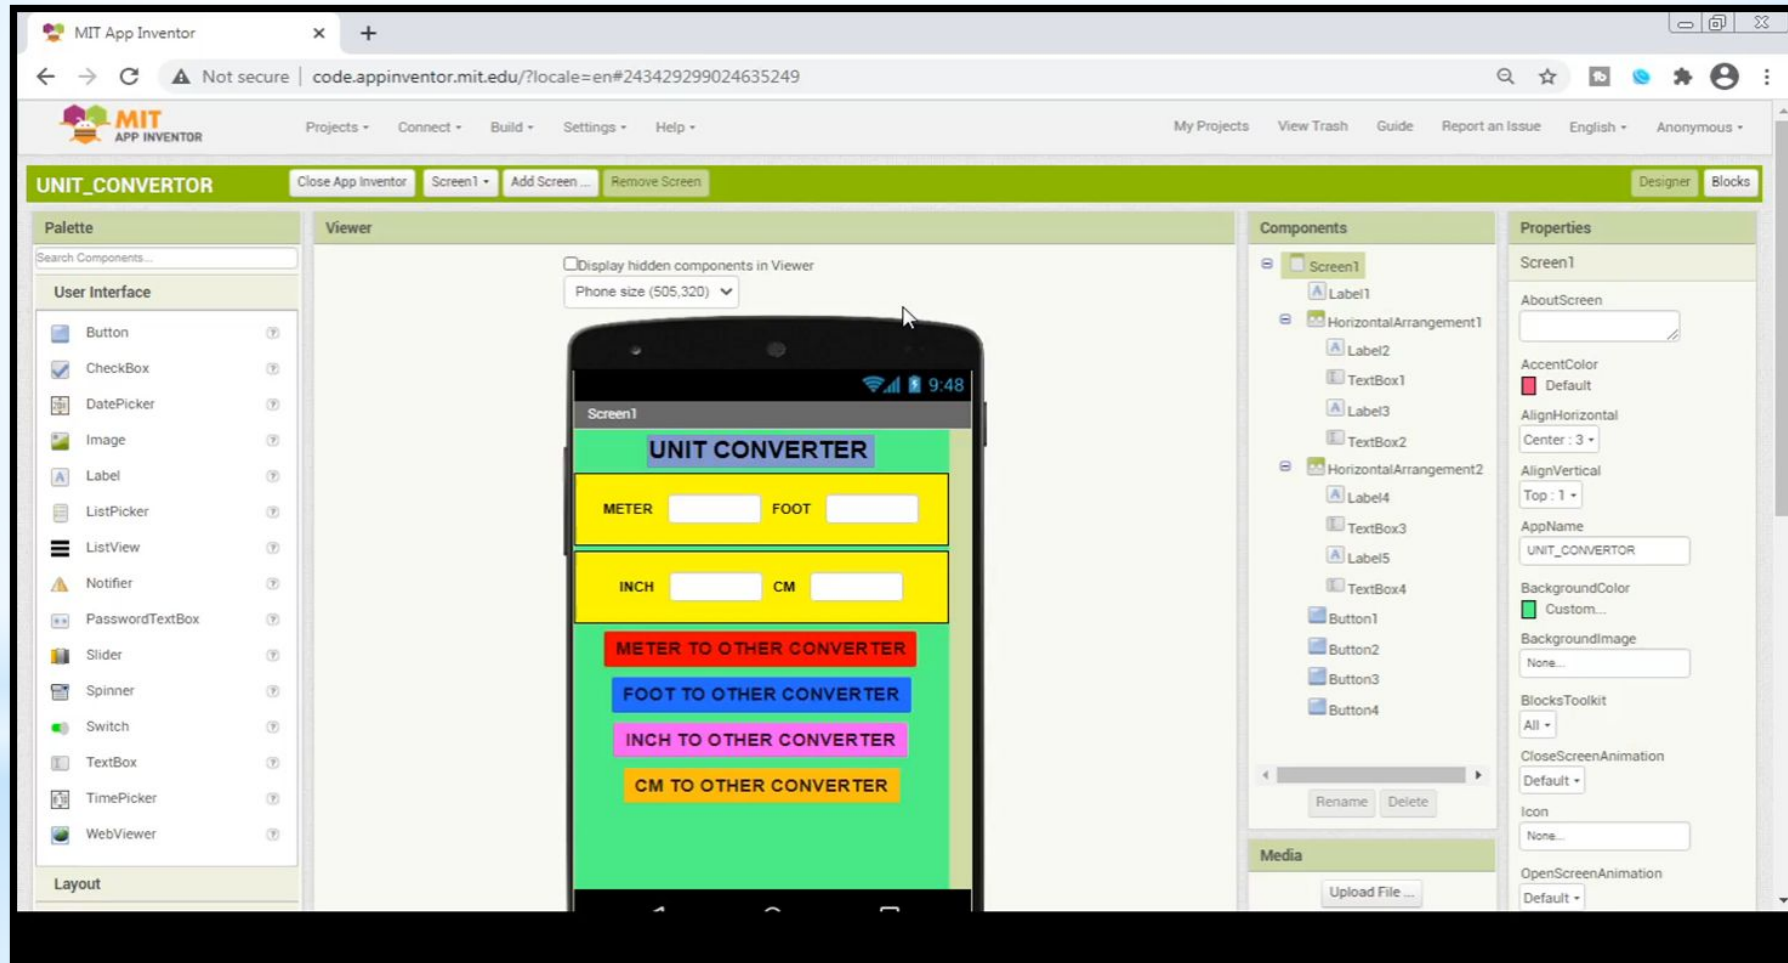 MIT App Inventor
Not secure | code.appinventor.mit.edu/?locale=en#243429299024635249
MIT
APP INVENTOR
Projects Connect Build Settings Help My Projects View Trash Guide Report an Issue English Anonymous
UNIT_CONVERTOR Close App Inventor Screen1 Add Screen ... Remove Screen Designer Blocks
Palette
Search Components...
User Interface
Button
CheckBox
DatePicker
Image
Label
ListPicker
ListView
Notifier
PasswordTextBox
Slider
Spinner
Switch
TextBox
TimePicker
WebViewer
Layout
Viewer
Display hidden components in Viewer
Phone size (505,320)
9:48
Screen1
UNIT CONVERTER
METER FOOT
INCH CM
METER TO OTHER CONVERTER
FOOT TO OTHER CONVERTER
INCH TO OTHER CONVERTER
CM TO OTHER CONVERTER
Components
Screen1
Label1
HorizontalArrangement1
Label2
TextBox1
Label3
TextBox2
HorizontalArrangement2
Label4
TextBox3
Label5
TextBox4
Button1
Button2
Button3
Button4
Rename Delete
Media
Upload File ...
Properties
Screen1
AboutScreen
AccentColor
Default
AlignHorizontal
Center : 3
AlignVertical
Top : 1
AppName
UNIT_CONVERTOR
BackgroundColor
Custom...
BackgroundImage
None...
BlocksToolkit
All
CloseScreenAnimation
Default
Icon
None...
OpenScreenAnimation
Default